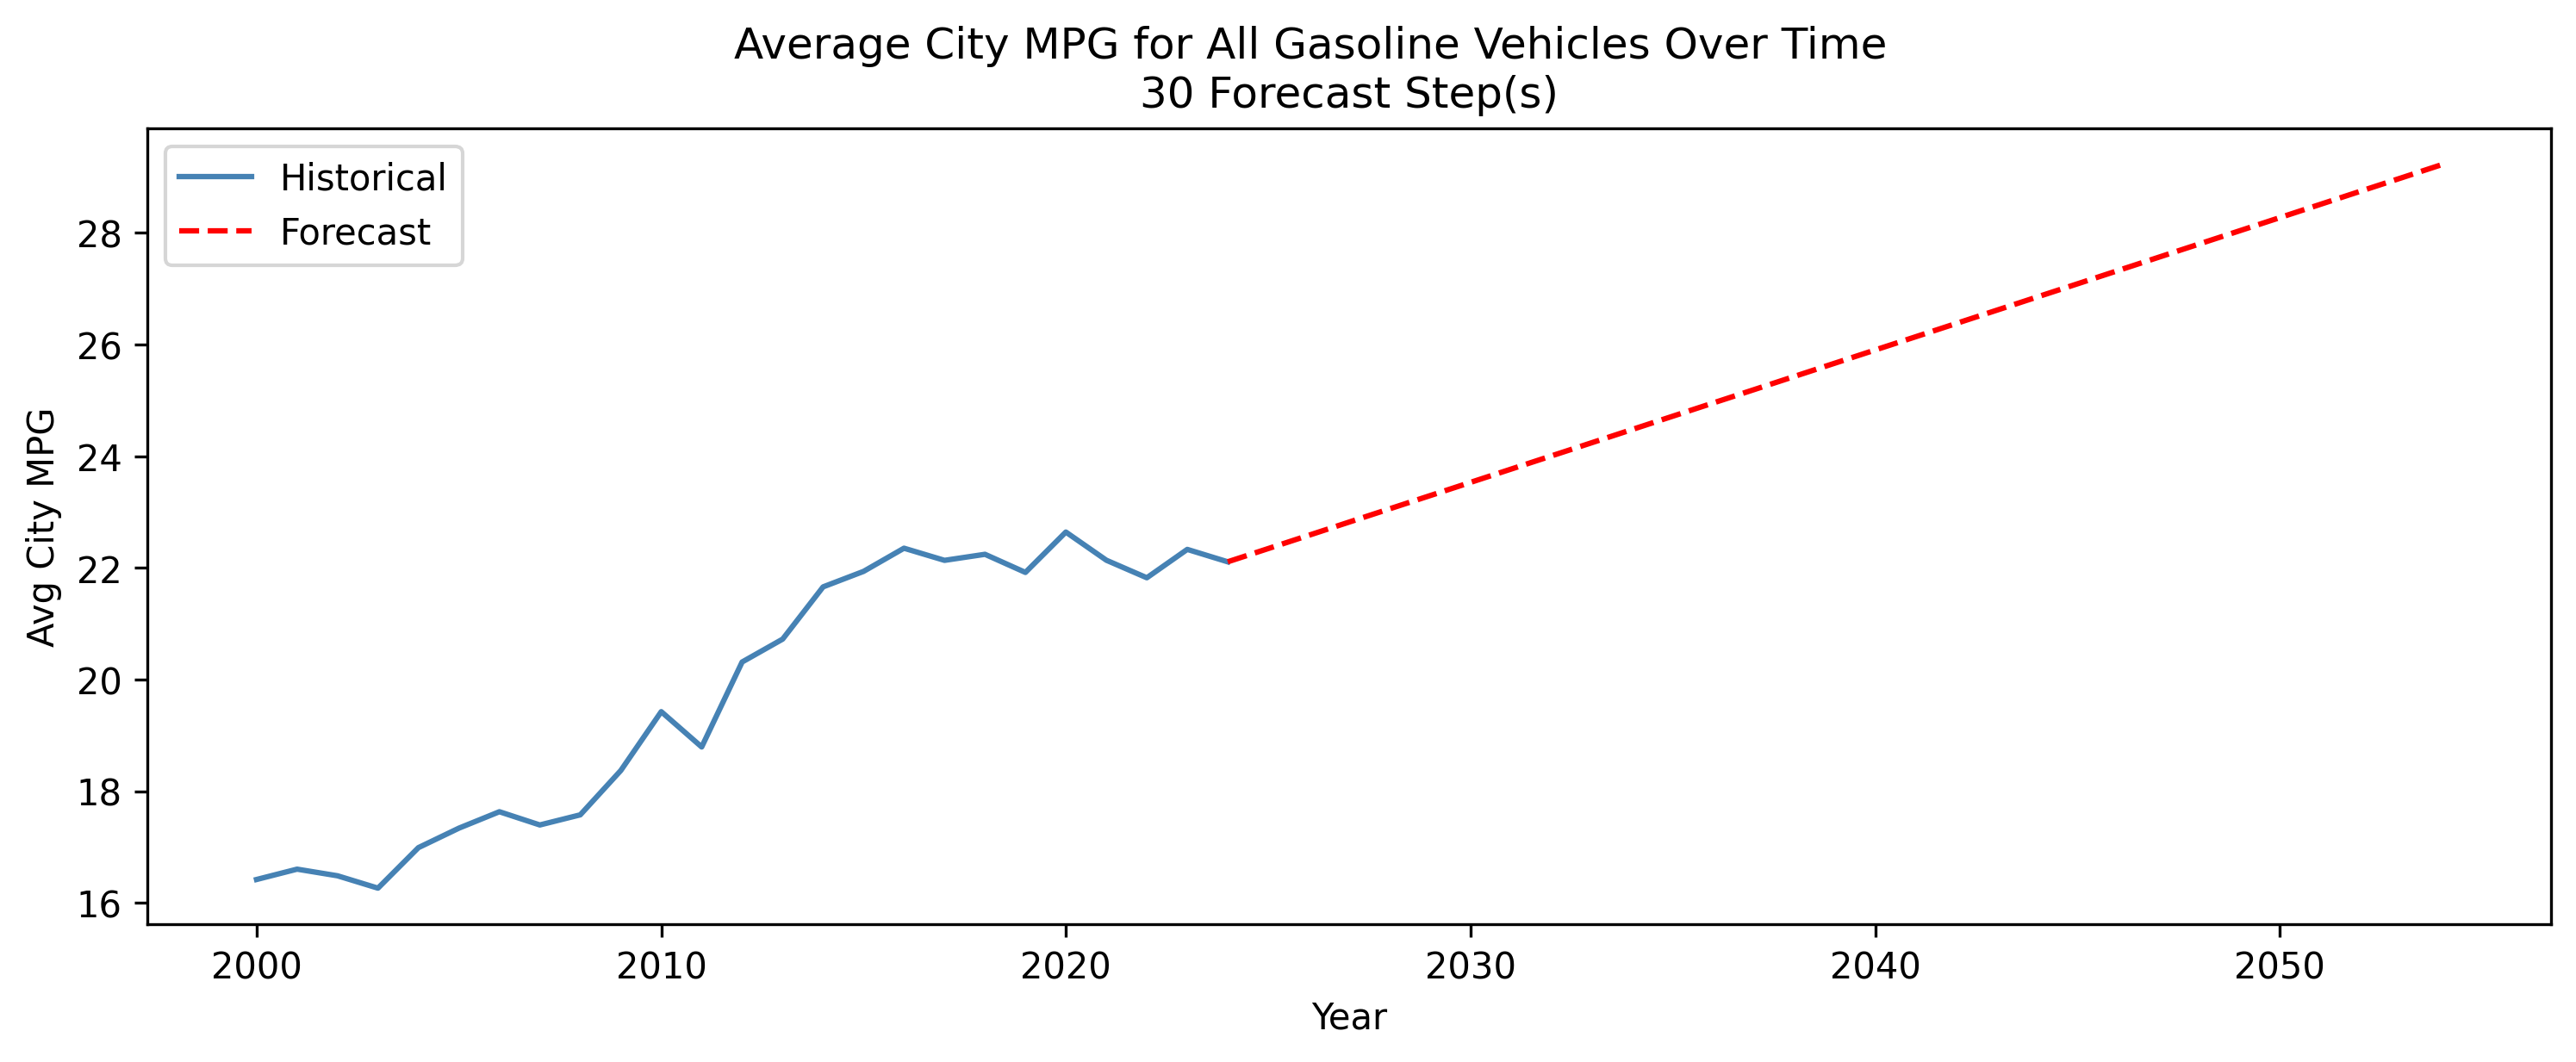 Average City MPG for All Gasoline Vehicles Over Time
30 Forecast Step(s)
Historical
Forecast
28
26
24
22
20
18
16
Avg City MPG
2000 2010 2020 2030 2040 2050
Year